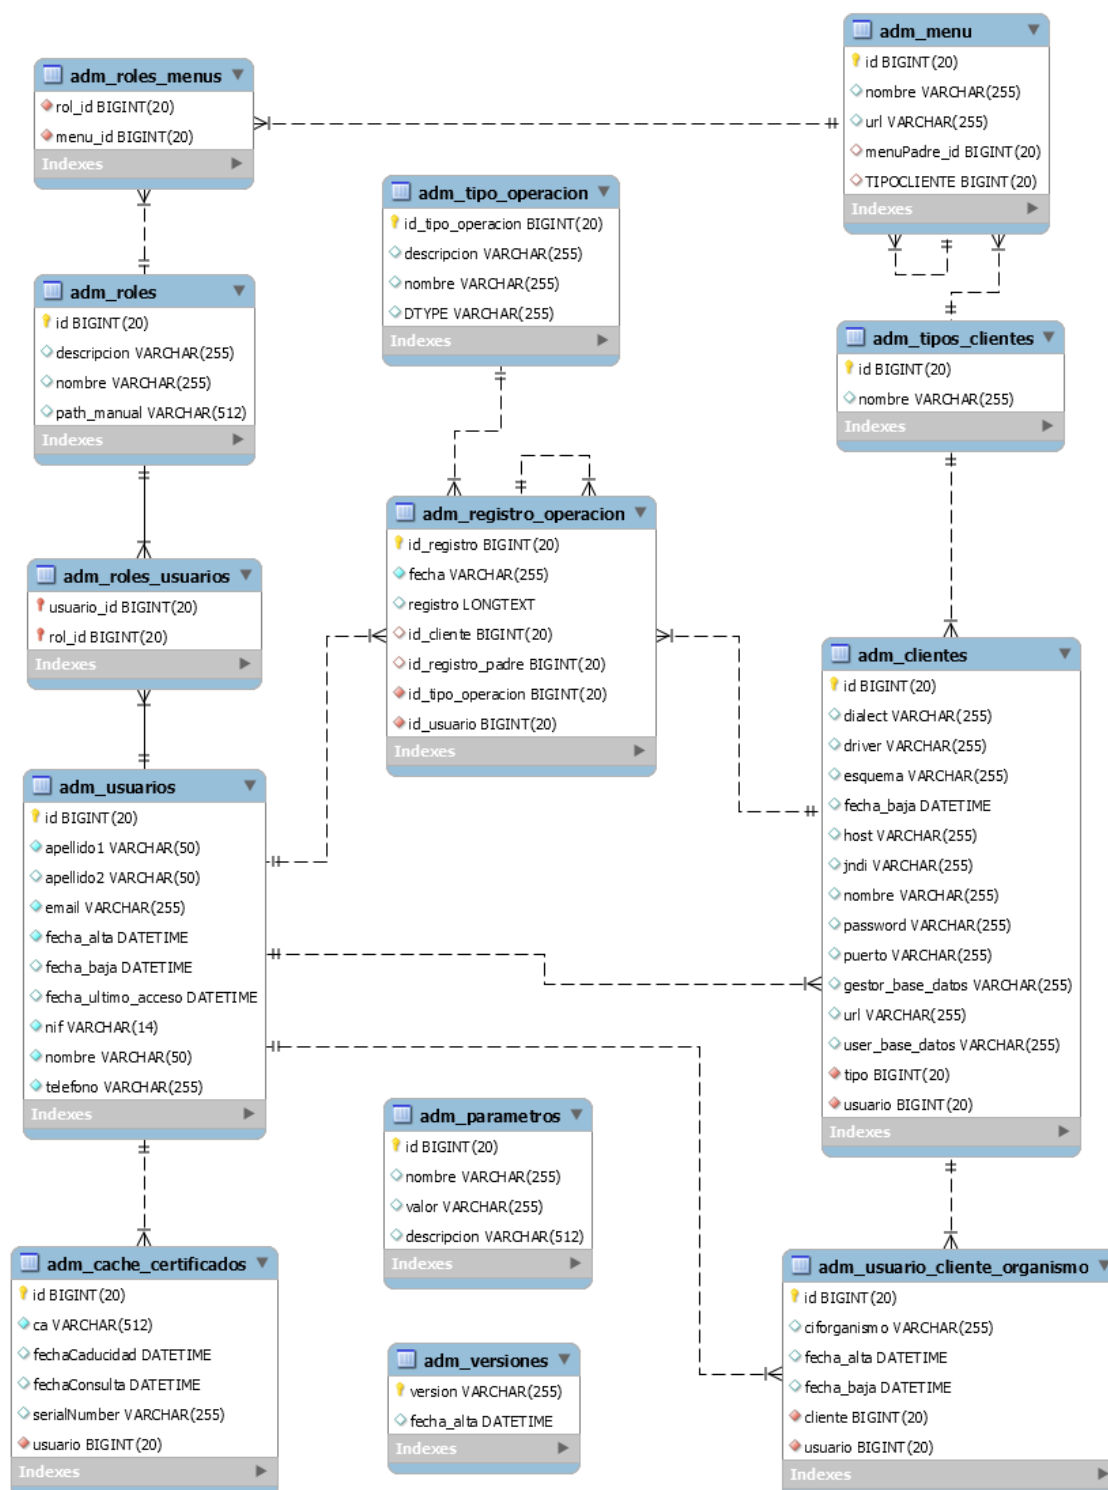 adm_roles_menus
rol_id BIGINT(20)
menu_id BIGINT(20)
Indexes
adm_menu
id BIGINT(20)
nombre VARCHAR(255)
url VARCHAR(255)
menuPadre_id BIGINT(20)
TIPOCLIENTE BIGINT(20)
Indexes
adm_tipo_operacion
id_tipo_operacion BIGINT(20)
descripcion VARCHAR(255)
nombre VARCHAR(255)
DTYPE VARCHAR(255)
Indexes
adm_roles
id BIGINT(20)
descripcion VARCHAR(255)
nombre VARCHAR(255)
path_manual VARCHAR(512)
Indexes
adm_tipos_clientes
id BIGINT(20)
nombre VARCHAR(255)
Indexes
adm_registro_operacion
id_registro BIGINT(20)
fecha VARCHAR(255)
registro LONGTEXT
id_cliente BIGINT(20)
id_registro_padre BIGINT(20)
id_tipo_operacion BIGINT(20)
id_usuario BIGINT(20)
Indexes
adm_roles_usuarios
usuario_id BIGINT(20)
rol_id BIGINT(20)
Indexes
adm_clientes
id BIGINT(20)
dialect VARCHAR(255)
driver VARCHAR(255)
esquema VARCHAR(255)
fecha_baja DATETIME
host VARCHAR(255)
jndi VARCHAR(255)
nombre VARCHAR(255)
password VARCHAR(255)
puerto VARCHAR(255)
gestor_base_datos VARCHAR(255)
url VARCHAR(255)
user_base_datos VARCHAR(255)
tipo BIGINT(20)
usuario BIGINT(20)
Indexes
adm_usuarios
id BIGINT(20)
apellido1 VARCHAR(50)
apellido2 VARCHAR(50)
email VARCHAR(255)
fecha_alta DATETIME
fecha_baja DATETIME
fecha_ultimo_acceso DATETIME
nif VARCHAR(14)
nombre VARCHAR(50)
telefono VARCHAR(255)
Indexes
adm_parametros
id BIGINT(20)
nombre VARCHAR(255)
valor VARCHAR(255)
descripcion VARCHAR(512)
Indexes
adm_cache_certificados
id BIGINT(20)
ca VARCHAR(512)
fechaCaducidad DATETIME
fechaConsulta DATETIME
serialNumber VARCHAR(255)
usuario BIGINT(20)
Indexes
adm_versiones
version VARCHAR(255)
fecha_alta DATETIME
Indexes
adm_usuario_cliente_organismo
id BIGINT(20)
ciforganismo VARCHAR(255)
fecha_alta DATETIME
fecha_baja DATETIME
cliente BIGINT(20)
usuario BIGINT(20)
Indexes